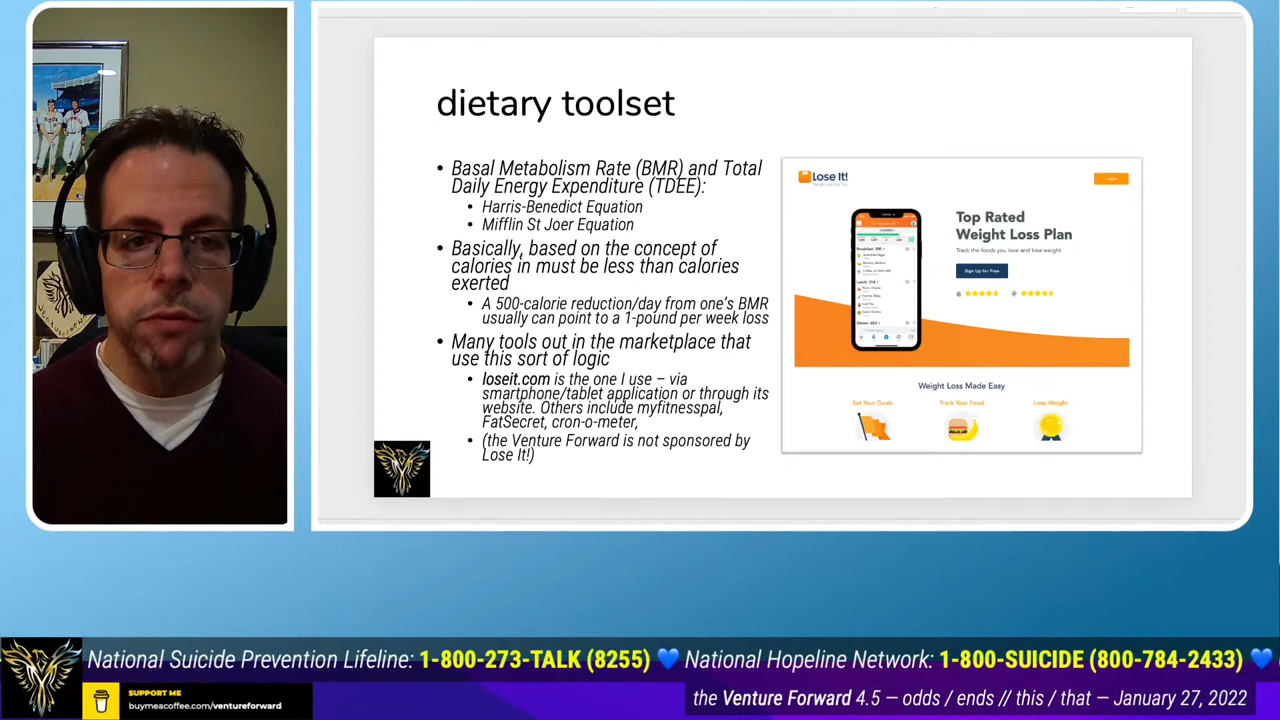 dietary toolset
• Basal Metabolism Rate (BMR) and Total
Daily Energy Expenditure (TDEE):
• Harris-Benedict Equation
• Mifflin St Joer Equation
• Basically, based on the concept of
calories in must be less than calories
exerted
• A 500-calorie reduction/day from one's BMR
usually can point to a 1-pound per week loss
• Many tools out in the marketplace that
use this sort of logic
• loseit.com is the one I use – via
smartphone/tablet application or through its
website. Others include myfitnesspal,
FatSecret, cron-o-meter,
• (the Venture Forward is not sponsored by
Lose It!)
Lose It!
Top Rated
Weight Loss Plan
Track the foods you love and lose weight
Sign Up for Free
Weight Loss Made Easy
Set Your Goals
Track Your Food
Lose Weight
National Suicide Prevention Lifeline: 1-800-273-TALK (8255) 💙 National Hopeline Network: 1-800-SUICIDE (800-784-2433) 💙
SUPPORT ME
buymeacoffee.com/ventureforward
the Venture Forward 4.5 — odds / ends // this / that — January 27, 2022